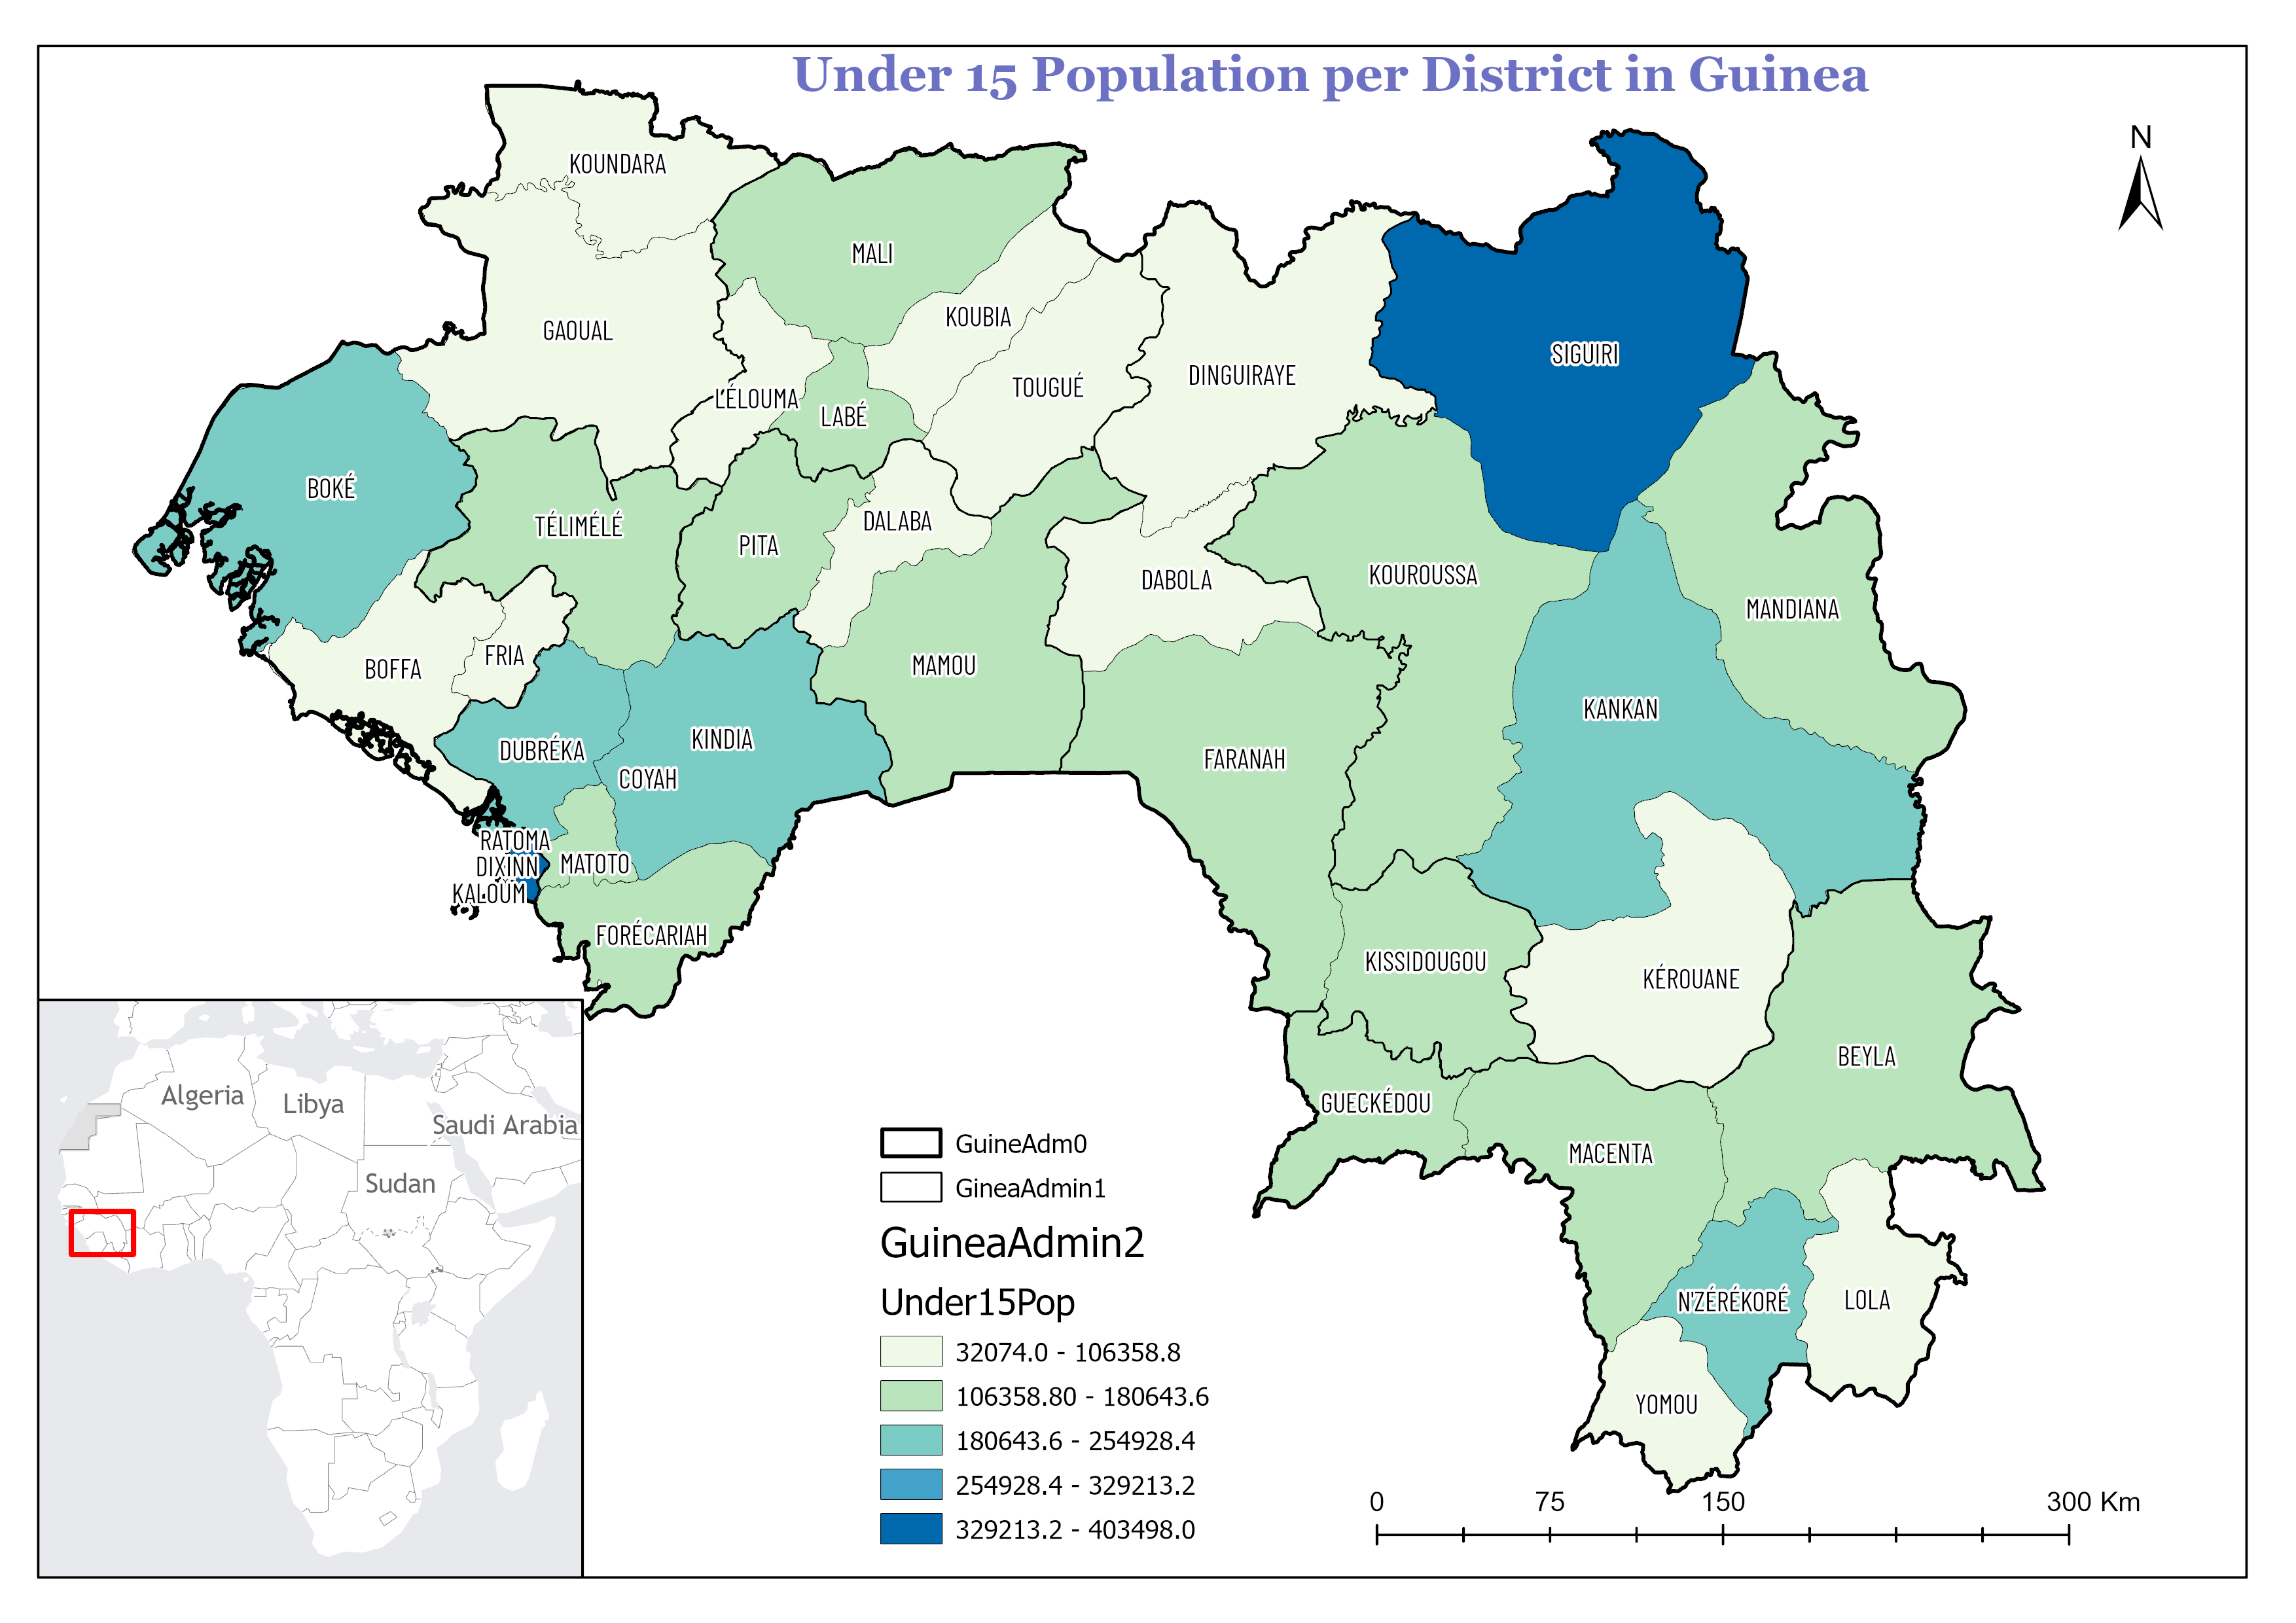 Under 15 Population per District in Guinea
N
KOUNDARA
MALI
GAOUAL
KOUBIA
SIGUIRI
DINGUIRAYE
TOUGUÉ
LÉLOUMA
LABÉ
BOKÉ
DALABA
TÉLIMÉLÉ
PITA
KOUROUSSA
DABOLA
MANDIANA
FRIA
MAMOU
BOFFA
KANKAN
KINDIA
DUBRÉKA
FARANAH
COYAH
RATOMA
DIXINN
MATOTO
KALOUM
FORÉCARIAH
KISSIDOUGOU
KÉROUANE
BEYLA
GUECKÉDOU
MACENTA
N'ZÉRÉKORÉ
LOLA
YOMOU
Algeria
Libya
Saudi Arabia
Sudan
GuineAdm0
GineaAdmin1
GuineaAdmin2
Under15Pop
32074.0 - 106358.8
106358.80 - 180643.6
180643.6 - 254928.4
254928.4 - 329213.2
329213.2 - 403498.0
0 75 150 300 Km